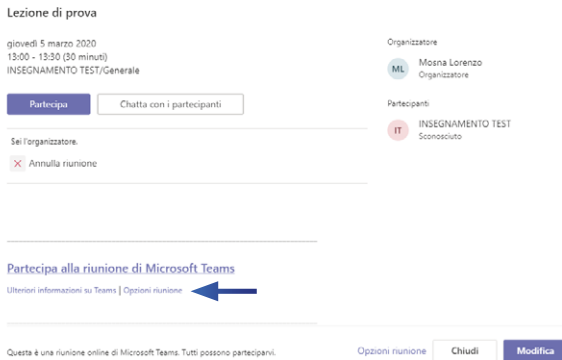 Lezione di prova
giovedì 5 marzo 2020
13:00 - 13:30 (30 minuti)
INSEGNAMENTO TEST/Generale
Partecipa
Chatta con i partecipanti
Sei l'organizzatore.
Annulla riunione
Organizzatore
ML
Mosna Lorenzo
Organizzatore
Partecipanti
IT
INSEGNAMENTO TEST
Sconosciuto
Partecipa alla riunione di Microsoft Teams
Ulteriori informazioni su Teams | Opzioni riunione
Questa è una riunione online di Microsoft Teams. Tutti possono parteciparvi.
Opzioni riunione
Chiudi
Modifica